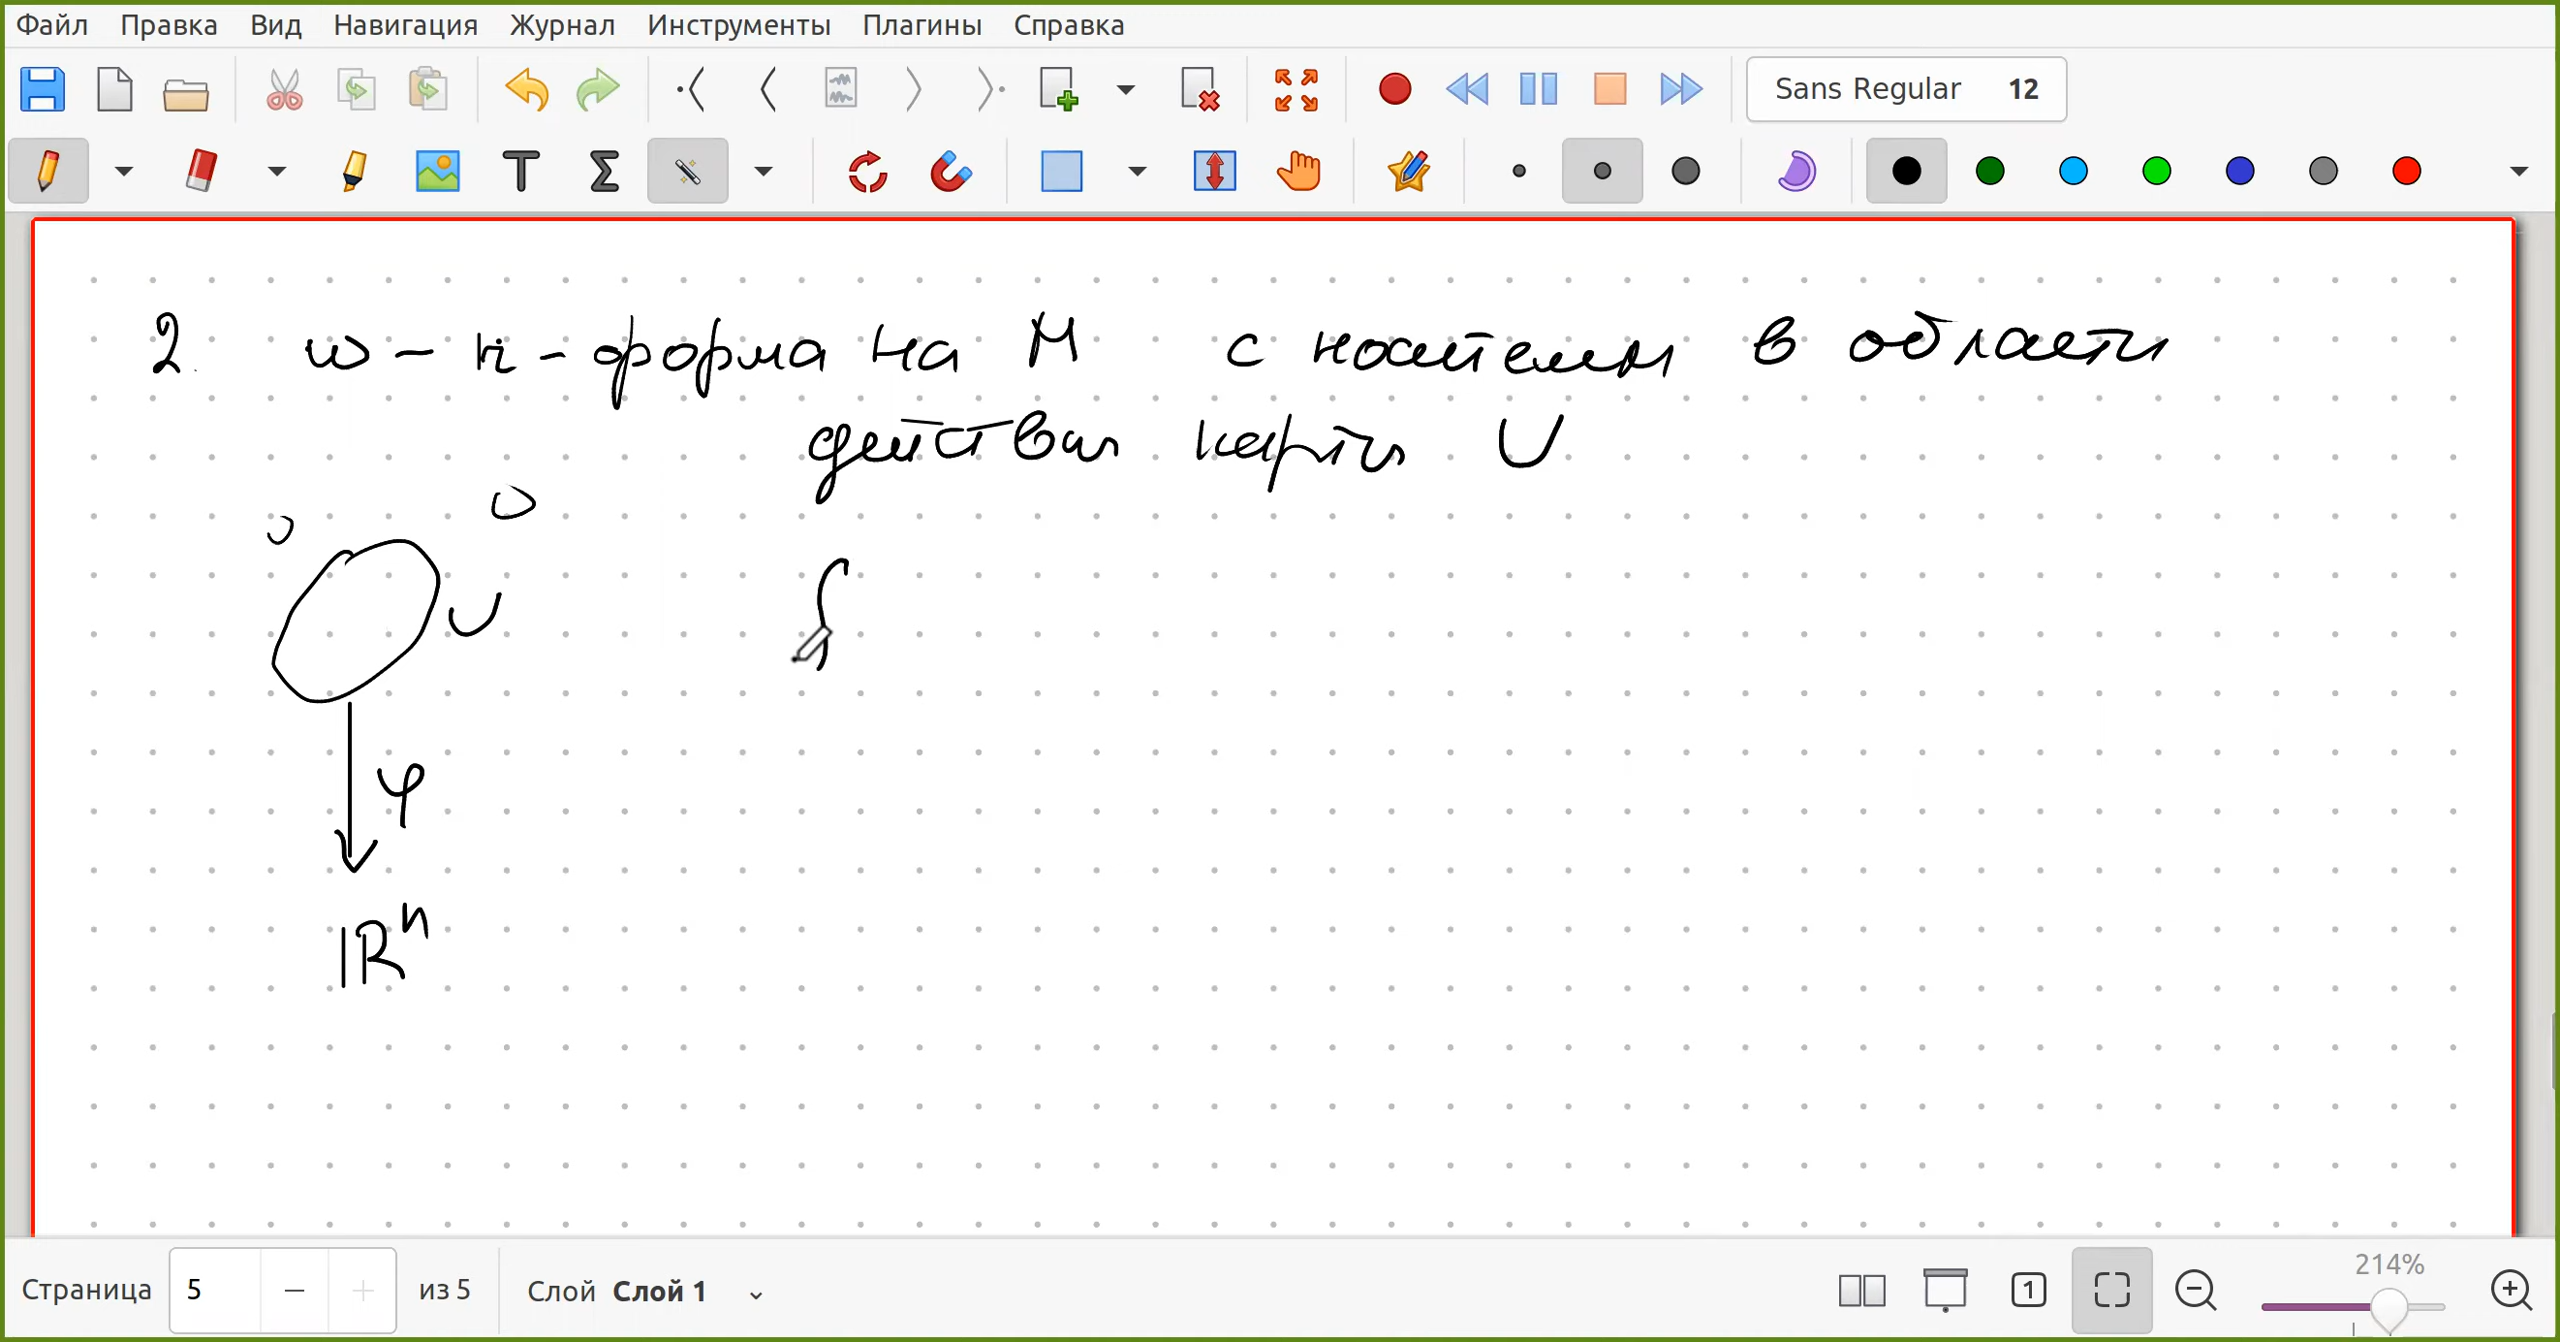 Файл Правка Вид Навигация Журнал Инструменты Плагины Справка
Sans Regular 12
2. ω - n - форма на M с носителем в области
действия карты U
U
∫
φ
ℝⁿ
Страница 5 из 5 Слой Слой 1
1
214%